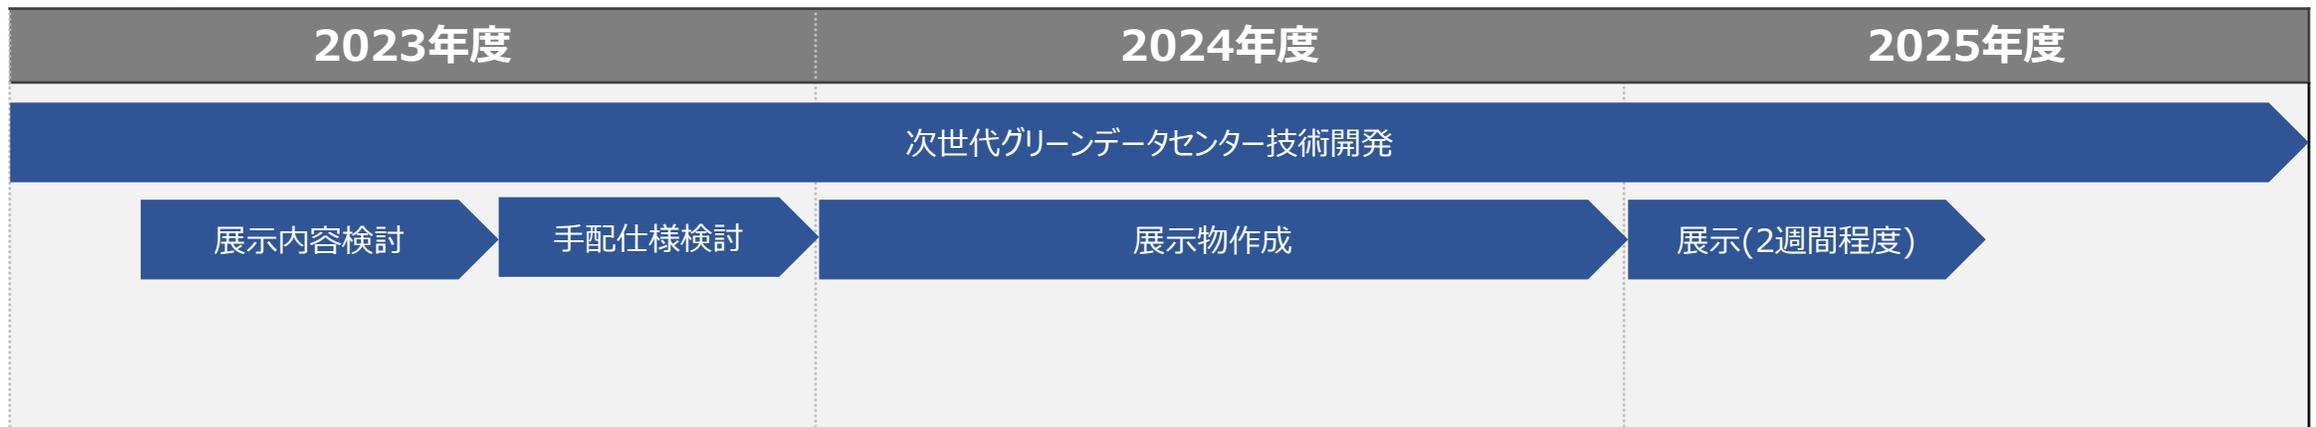 2023年度 2024年度 2025年度
次世代グリーンデータセンター技術開発
展示内容検討 手配仕様検討 展示物作成 展示(2週間程度)